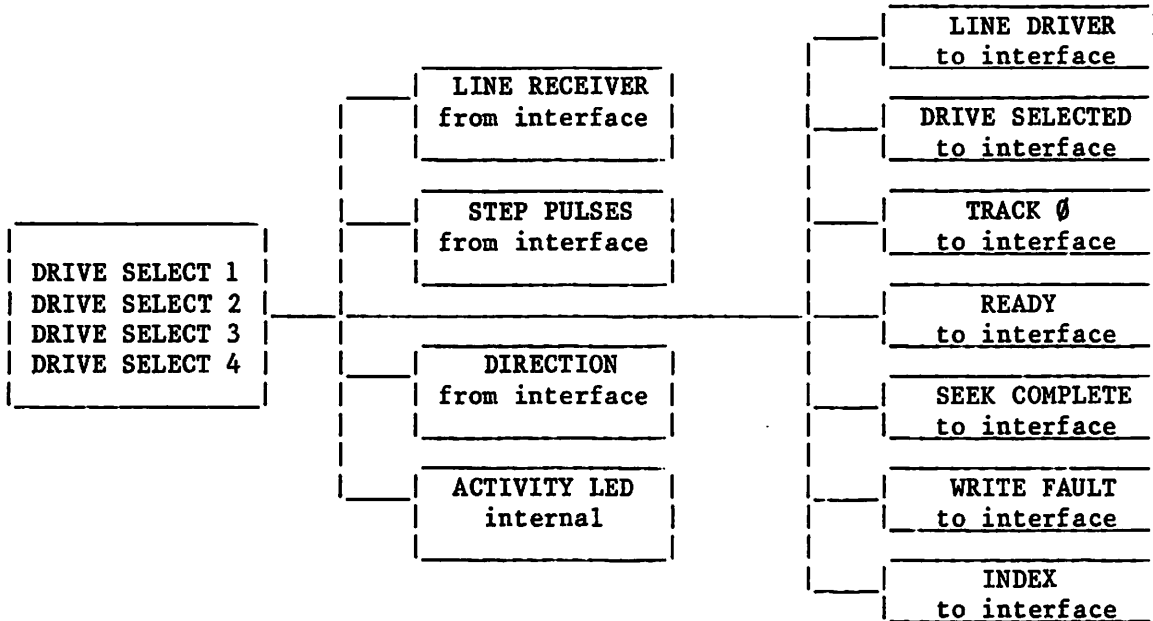 DRIVE SELECT 1
DRIVE SELECT 2
DRIVE SELECT 3
DRIVE SELECT 4
LINE RECEIVER
from interface
STEP PULSES
from interface
DIRECTION
from interface
ACTIVITY LED
internal
LINE DRIVER
to interface
DRIVE SELECTED
to interface
TRACK Ø
to interface
READY
to interface
SEEK COMPLETE
to interface
WRITE FAULT
to interface
INDEX
to interface